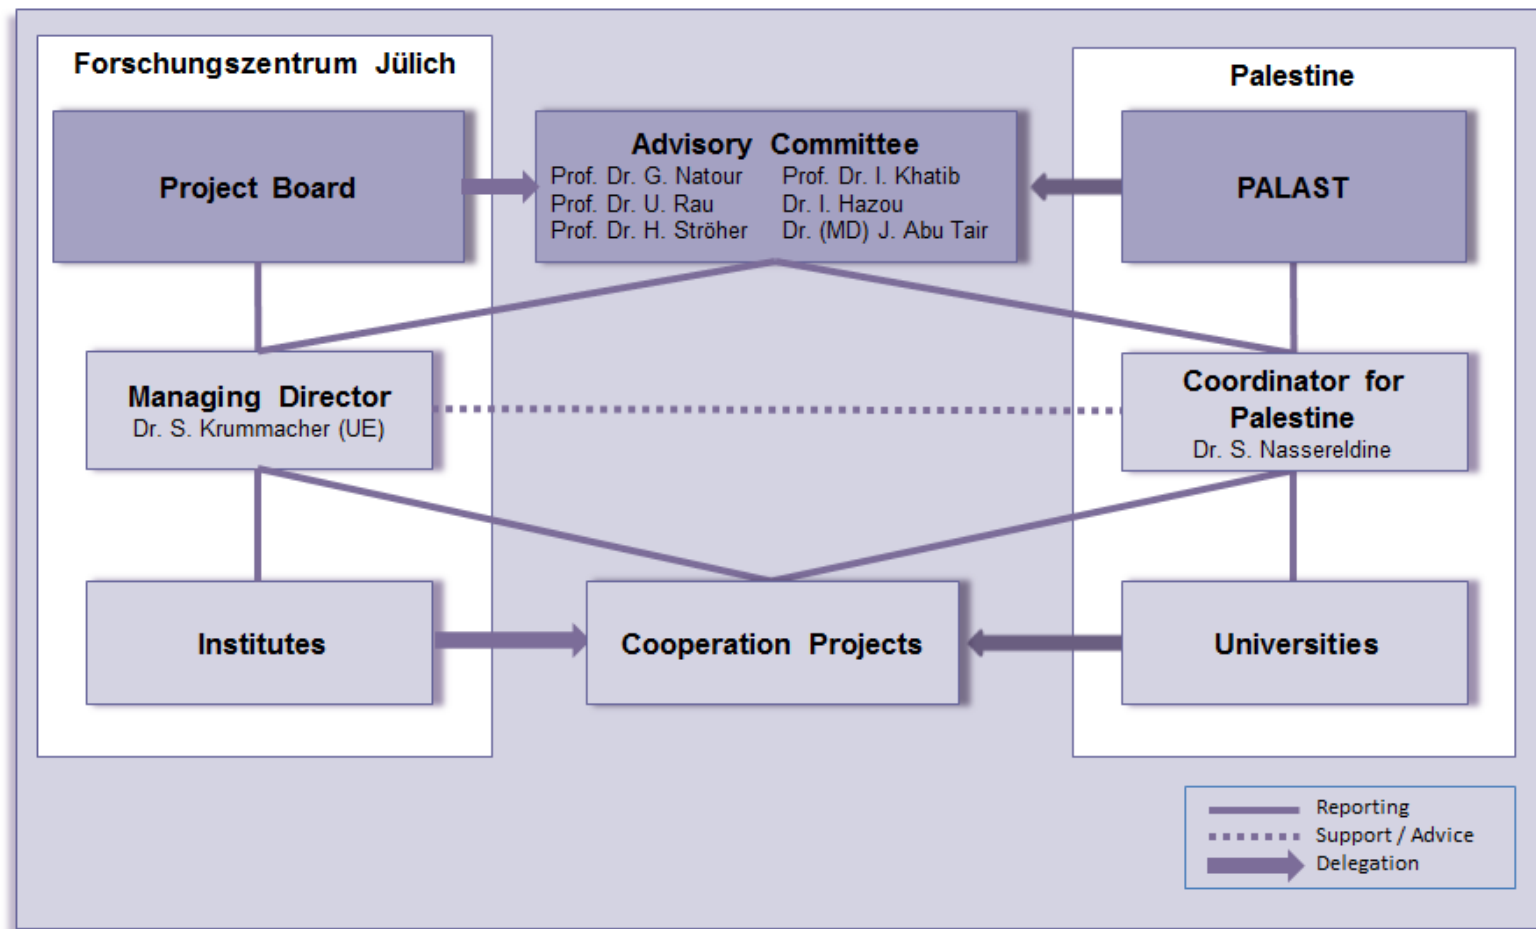 Forschungszentrum Jülich
Project Board
Managing Director
Dr. S. Krummacher (UE)
Institutes
Advisory Committee
Prof. Dr. G. Natour
Prof. Dr. U. Rau
Prof. Dr. H. Ströher
Prof. Dr. I. Khatib
Dr. I. Hazou
Dr. (MD) J. Abu Tair
Cooperation Projects
Palestine
PALAST
Coordinator for
Palestine
Dr. S. Nassereldine
Universities
Reporting
Support / Advice
Delegation